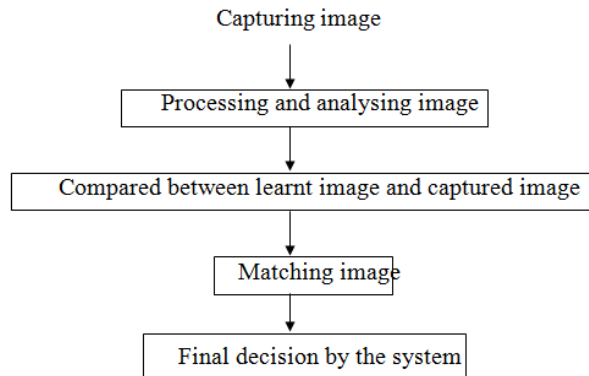 Capturing image
Processing and analysing image
Compared between learnt image and captured image
Matching image
Final decision by the system